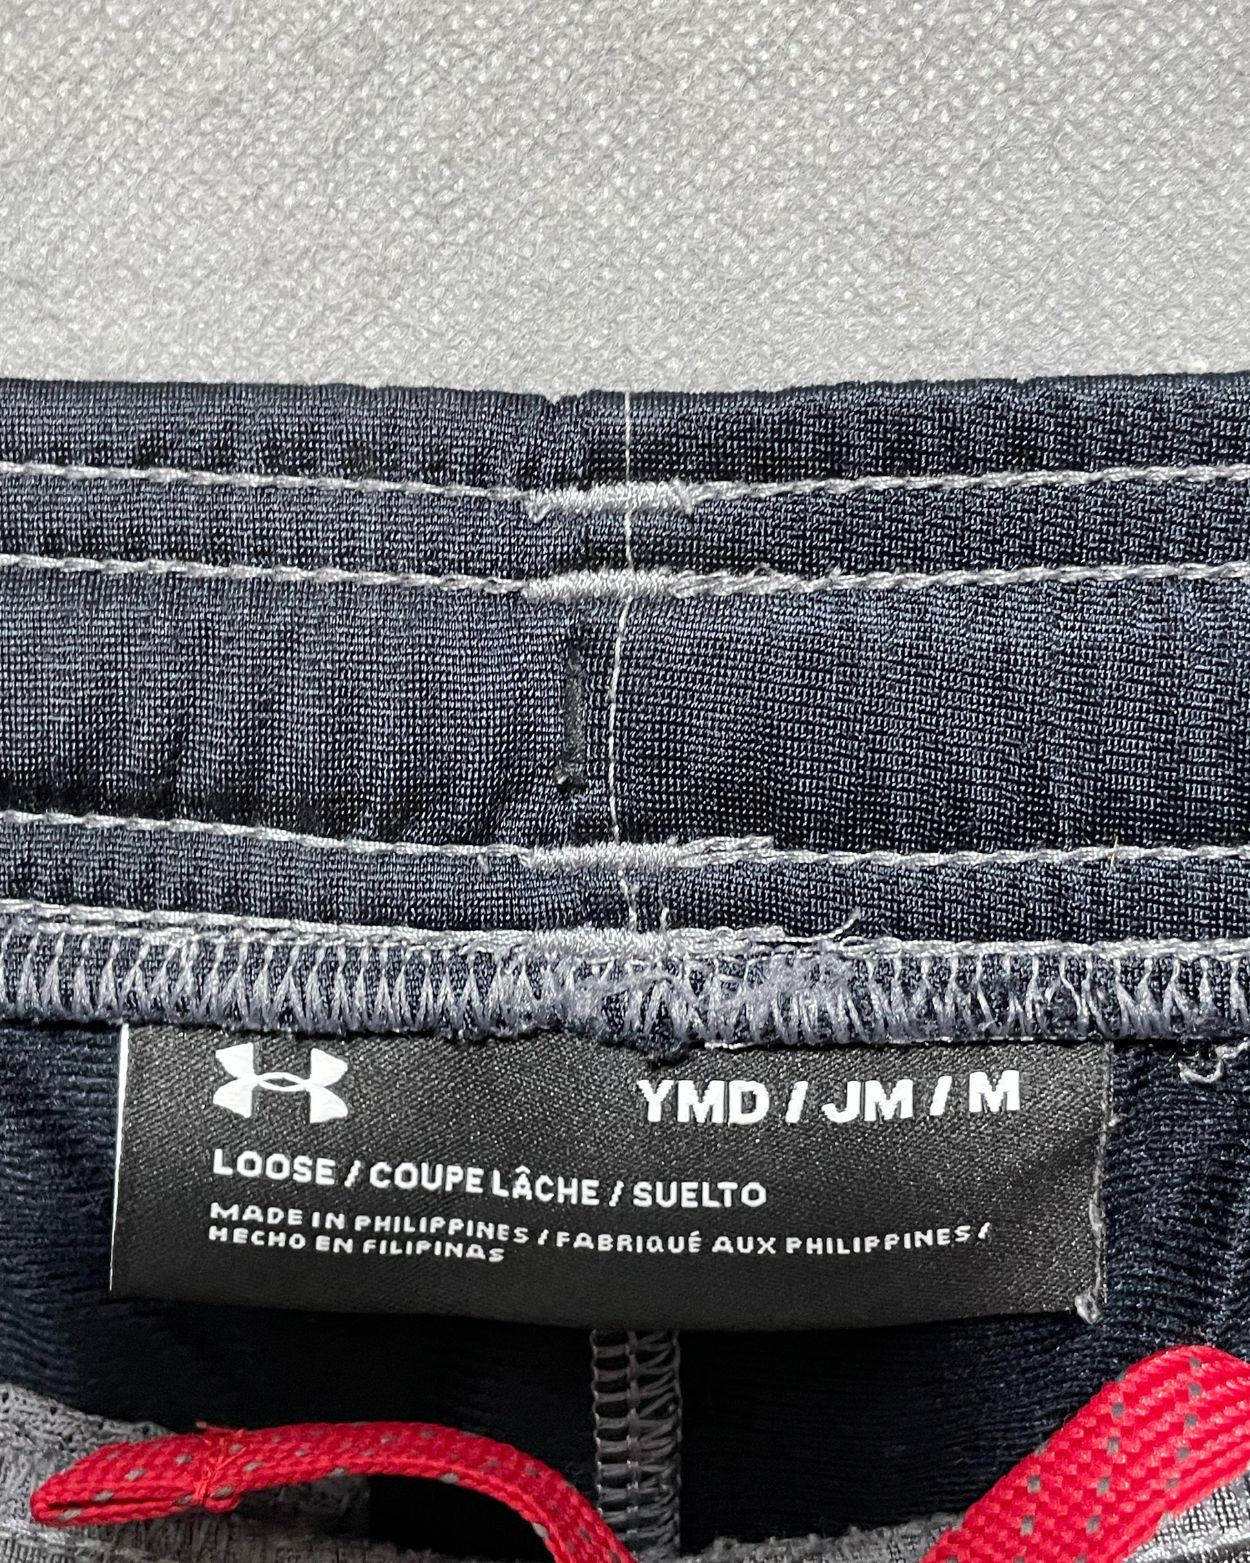 YMD / JM / M
LOOSE / COUPE LÂCHE / SUELTO
MADE IN PHILIPPINES / FABRIQUÉ AUX PHILIPPINES /
HECHO EN FILIPINAS